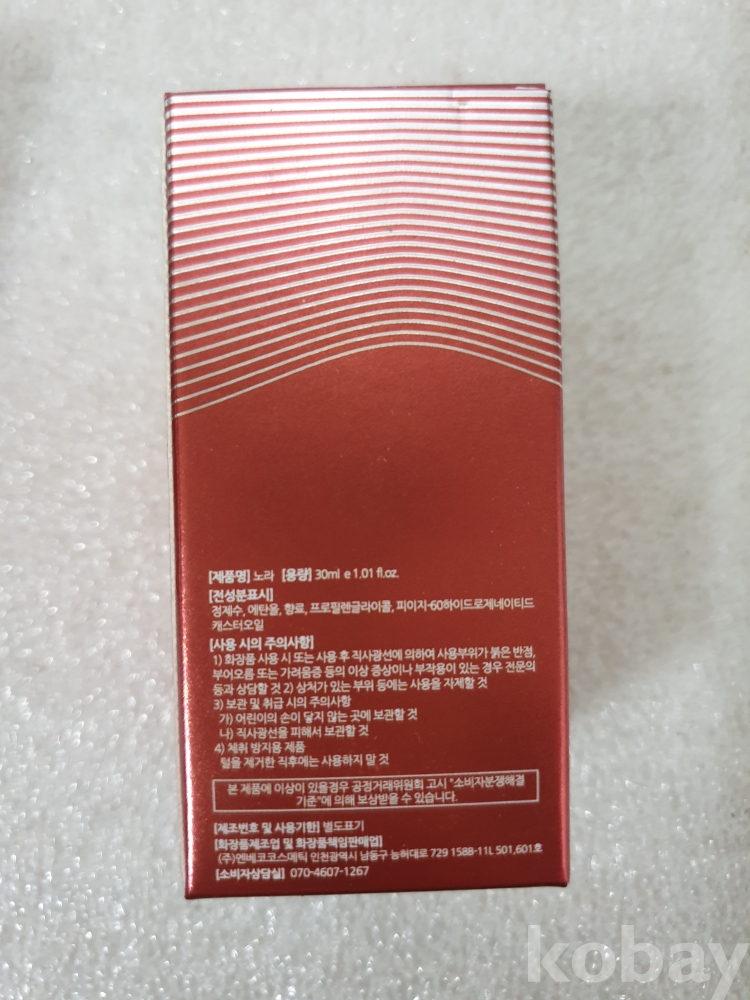 [제품명] 노라 [용량] 30ml e 1.01 fl.oz.
[전성분표시]
정제수, 에탄올, 향료, 프로필렌글라이콜, 피이지-60하이드로제네이티드
캐스터오일
[사용 시의 주의사항]
1) 화장품 사용 시 또는 사용 후 직사광선에 의하여 사용부위가 붉은 반점,
부어오름 또는 가려움증 등의 이상 증상이나 부작용이 있는 경우 전문의
등과 상담할 것 2) 상처가 있는 부위 등에는 사용을 자제할 것
3) 보관 및 취급 시의 주의사항
가) 어린이의 손이 닿지 않는 곳에 보관할 것
나) 직사광선을 피해서 보관할 것
4) 체취 방지용 제품
털을 제거한 직후에는 사용하지 말 것
본 제품에 이상이 있을경우 공정거래위원회 고시 "소비자분쟁해결
기준"에 의해 보상받을 수 있습니다.
[제조번호 및 사용기한] 별도표기
[화장품제조업 및 화장품책임판매업]
(주)엔베코코스메틱 인천광역시 남동구 능허대로 729 158B-11L 501,601호
[소비자상담실] 070-4607-1267
kobay